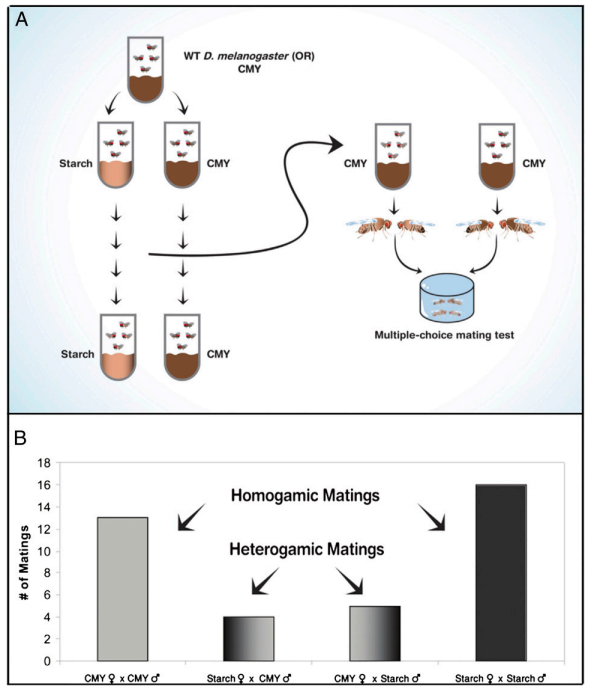 A
WT D. melanogaster (OR)
CMY
Starch
CMY
CMY
CMY
Starch
CMY
Multiple-choice mating test
B
# of Matings
18
16
14
12
10
8
6
4
2
0
Homogamic Matings
Heterogamic Matings
CMY ♀ x CMY ♂
Starch ♀ x CMY ♂
CMY ♀ x Starch ♂
Starch ♀ x Starch ♂